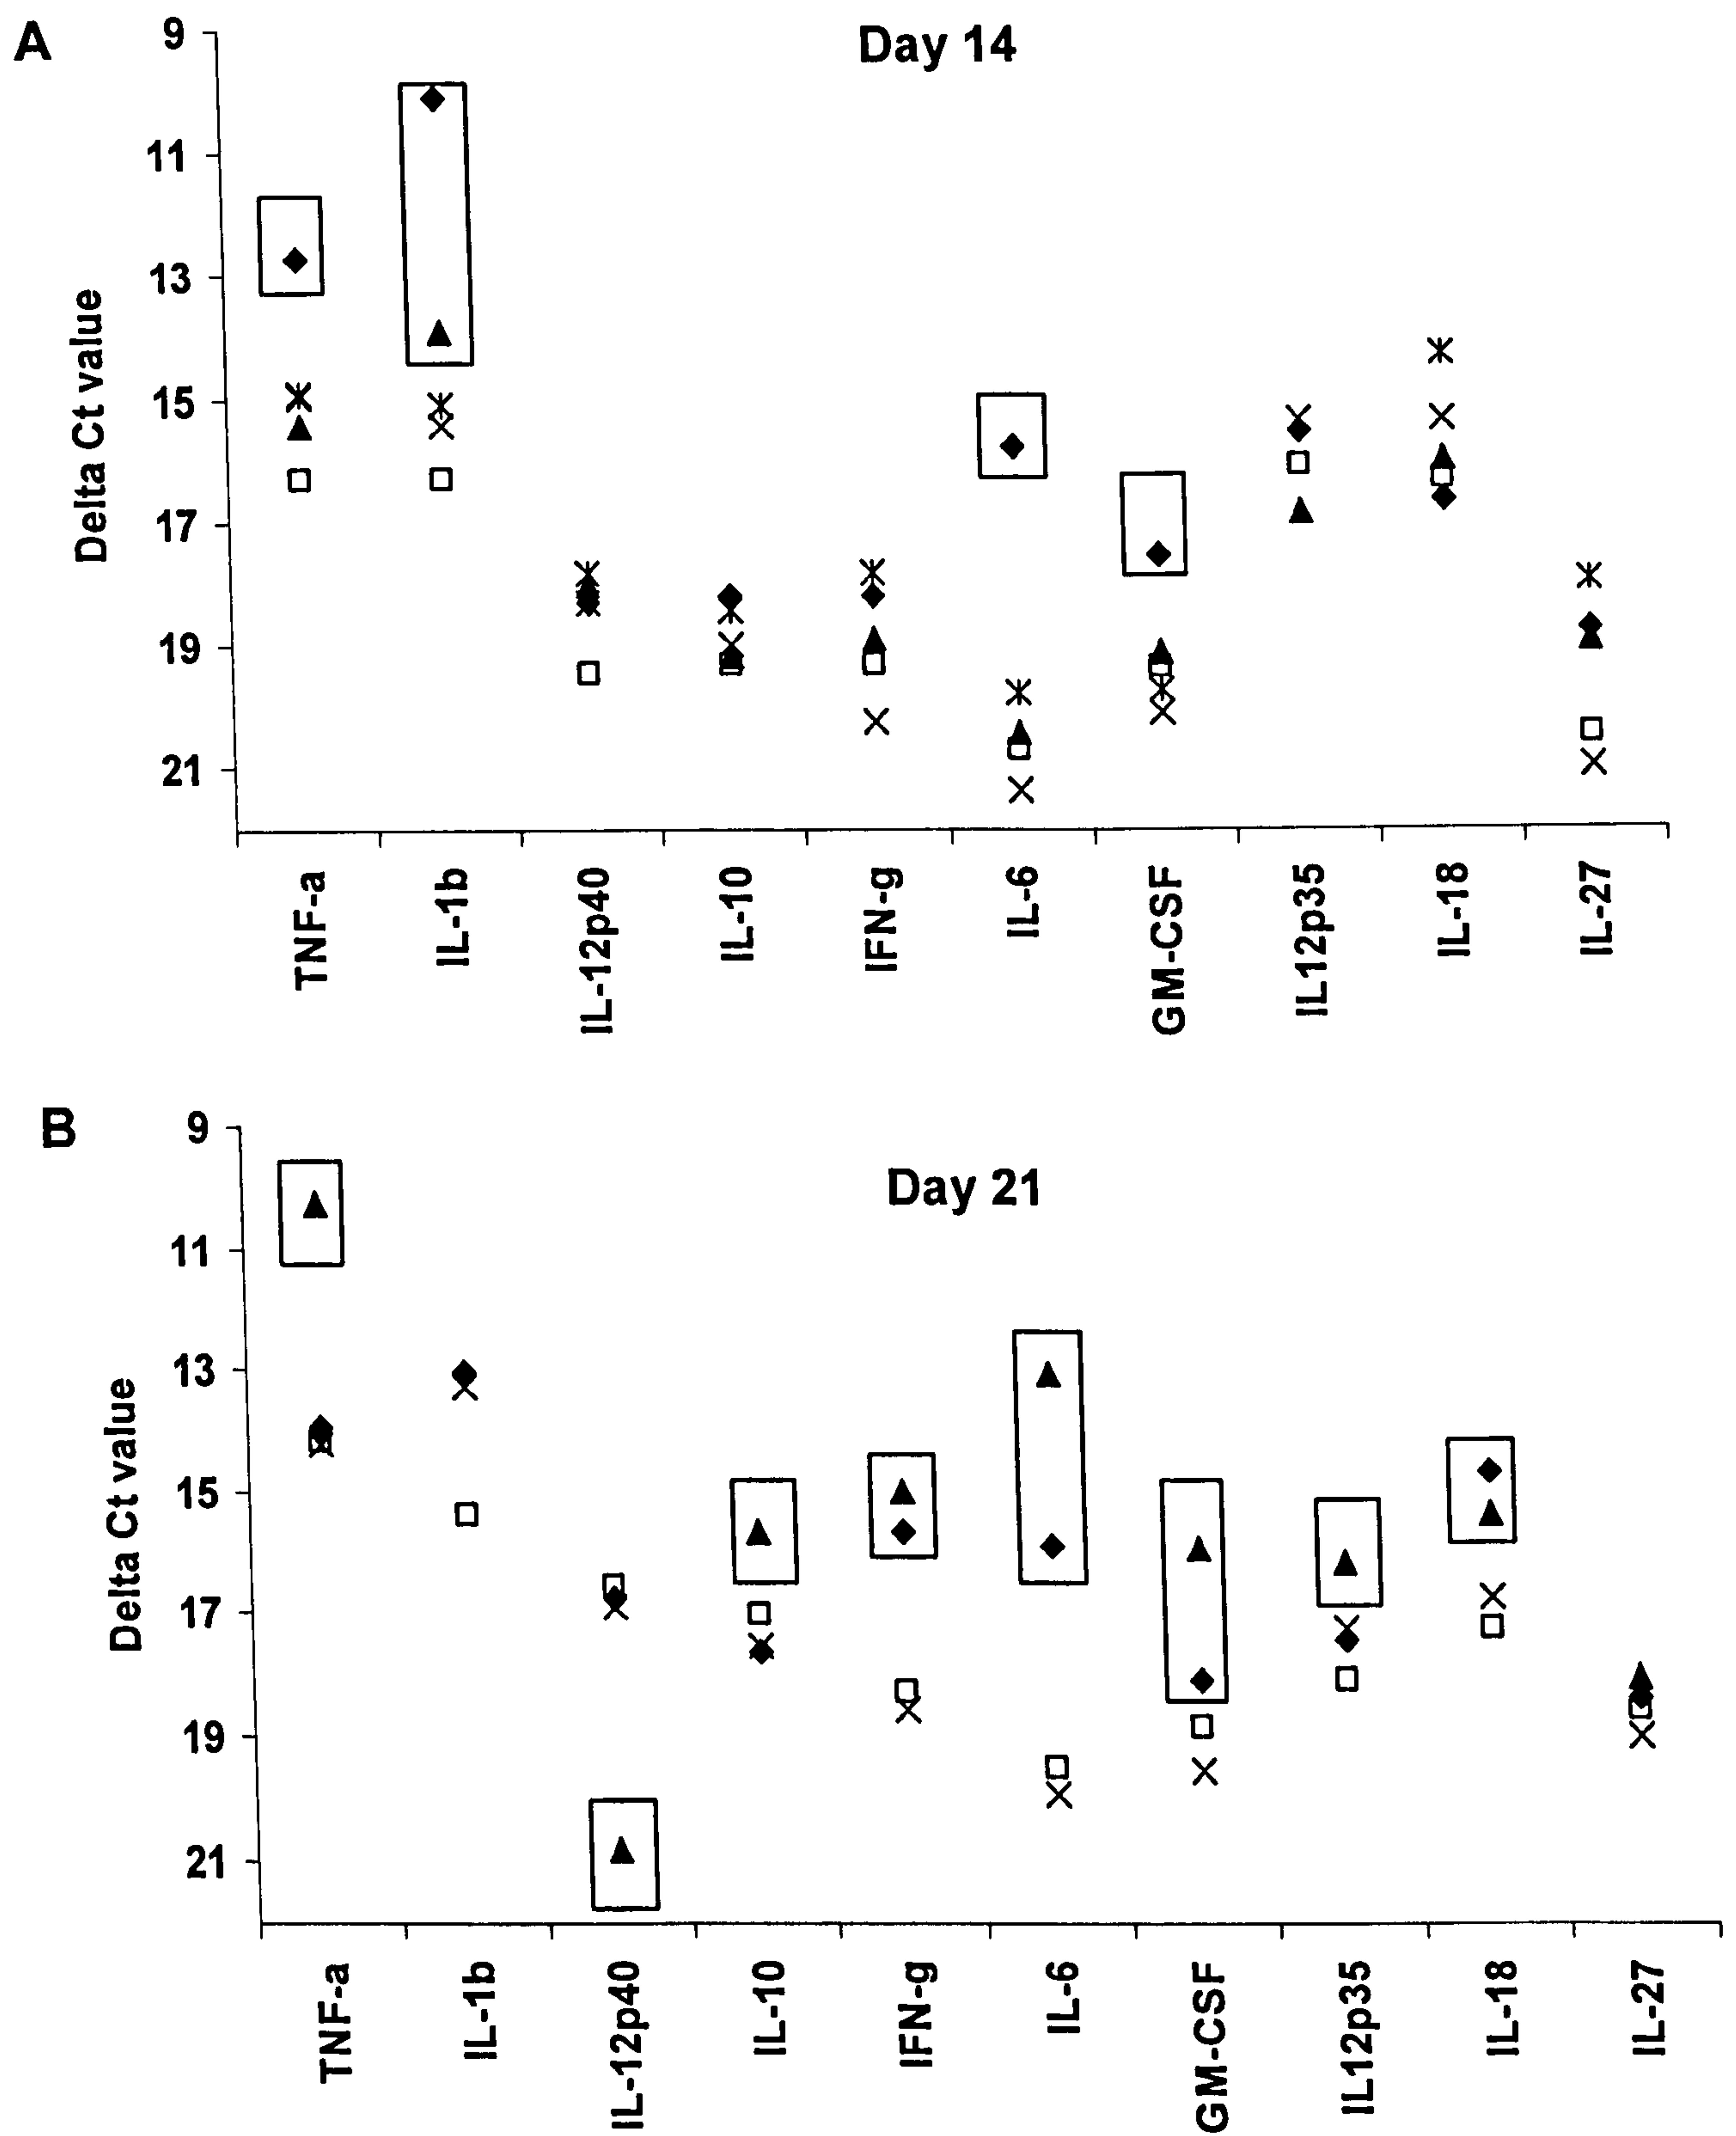 A
Day 14
9
11
13
15
17
19
21
Delta Ct value
TNF-a
IL-1b
IL-12p40
IL-10
IFN-g
IL-6
GM-CSF
IL12p35
IL-18
IL-27
B
Day 21
9
11
13
15
17
19
21
Delta Ct value
TNF-a
IL-1b
IL-12p40
IL-10
IFN-g
IL-6
GM-CSF
IL12p35
IL-18
IL-27